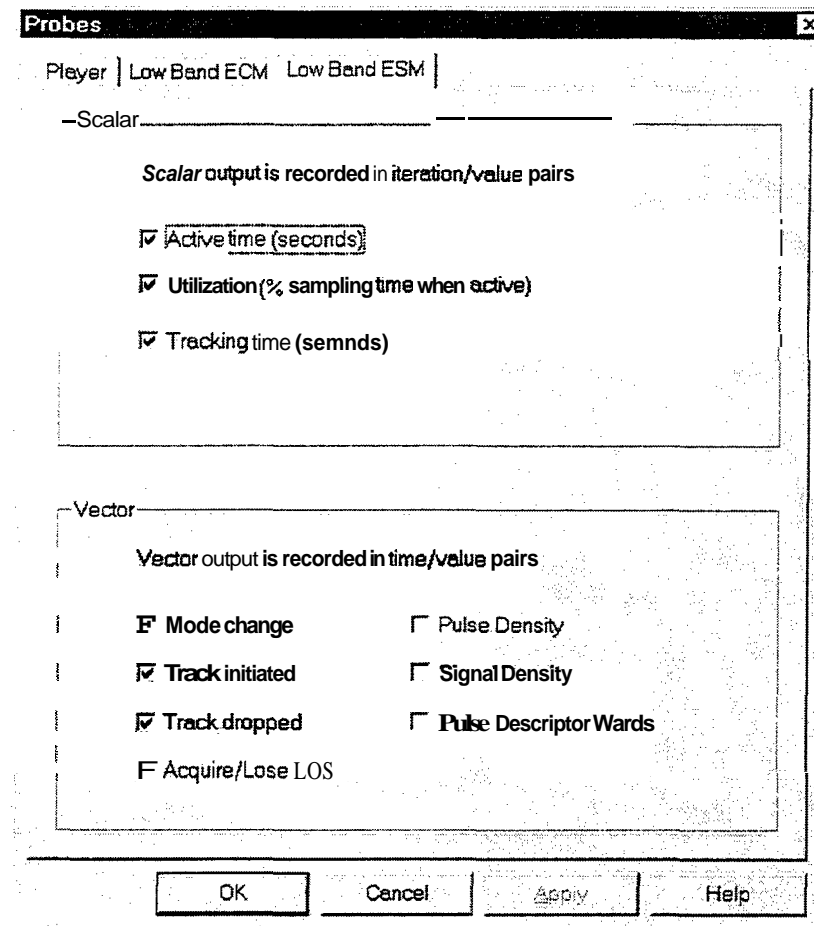 Probes
Player Low Band ECM Low Band ESM
Scalar
Scalar output is recorded in iteration/value pairs
Active time (seconds)
Utilization (% sampling time when active)
Tracking time (semnds)
Vector
Vector output is recorded in time/value pairs
F Mode change Pulse Density
Track initiated Signal Density
Track dropped Pulse Descriptor Wards
F Acquire/Lose LOS
OK Cancel Apply Help